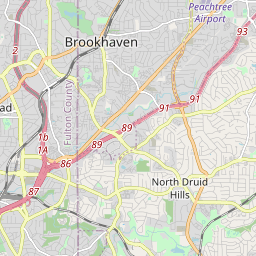 Peachtree
Airport
93
2
Brookhaven
91
91
ad
Fulton County
89
1b
1A
89
86
87
North Druid
Hills